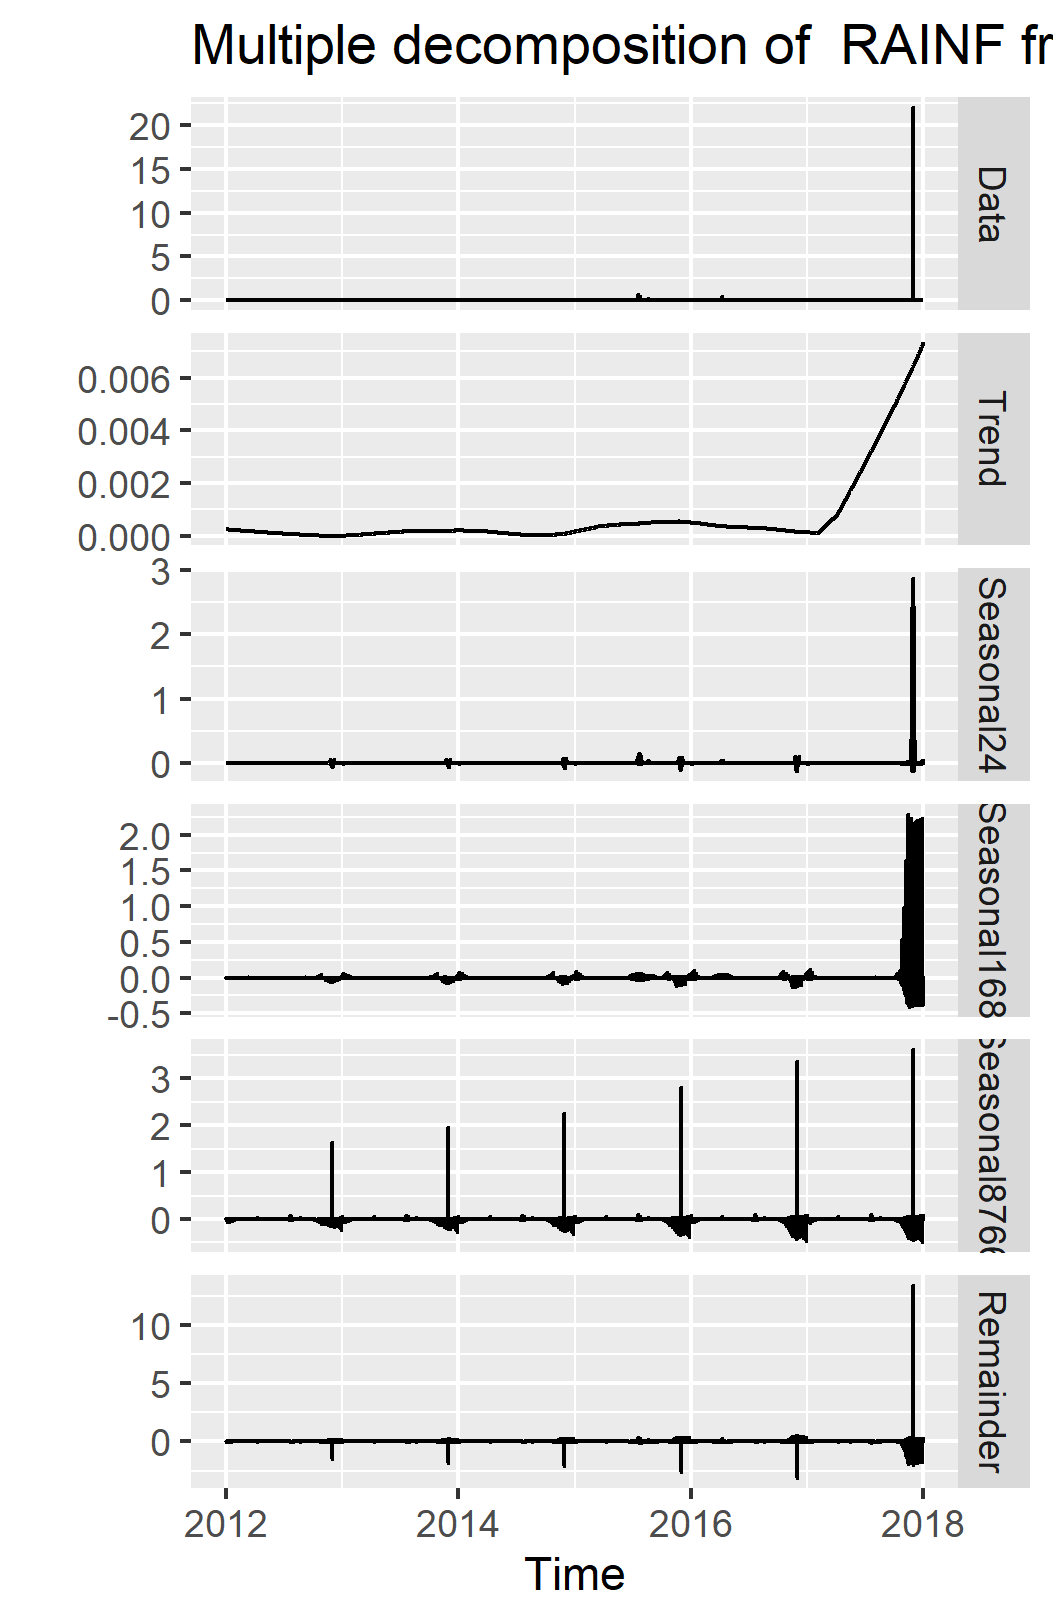 Multiple decomposition of  RAINF fr
20
15
10
5
0
Data
0.006
0.004
0.002
0.000
Trend
3
2
1
0
Seasonal24
2.0
1.5
1.0
0.5
0.0
-0.5
Seasonal168
3
2
1
0
Seasonal8766
10
5
0
Remainder
2012 2014 2016 2018
Time